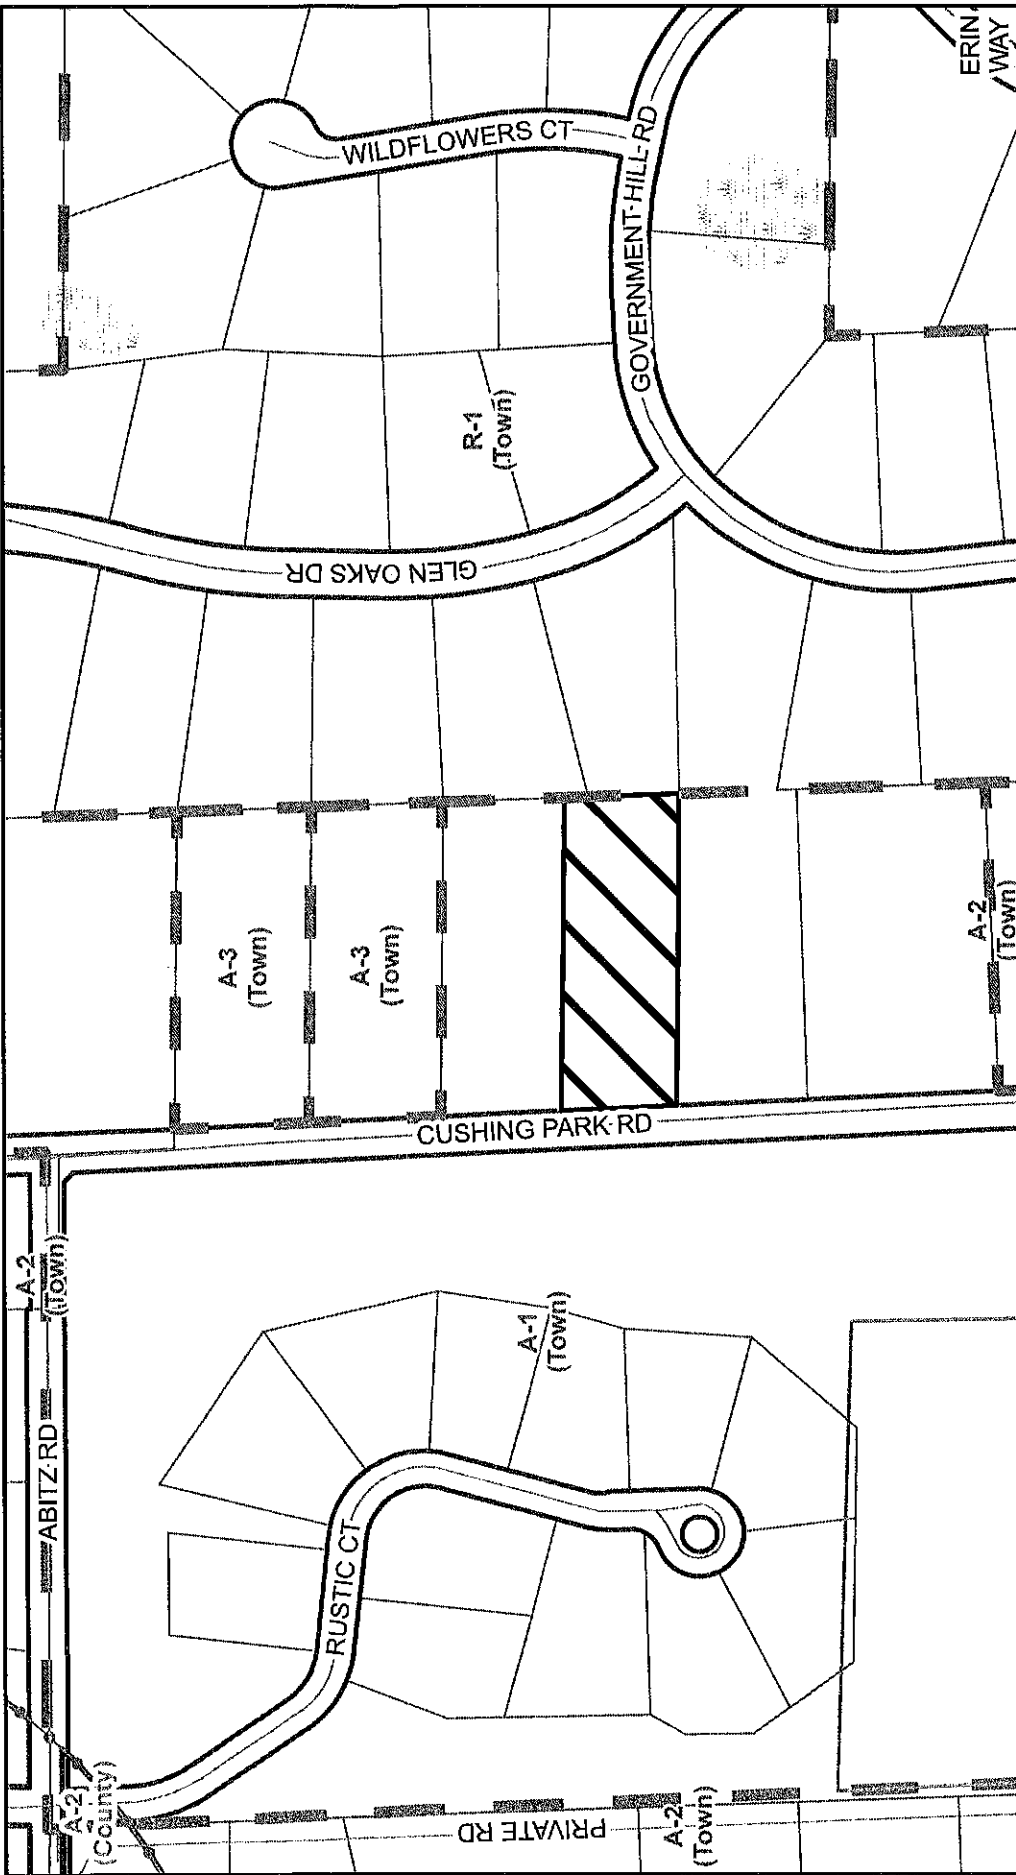 ERIN
WAY
WILDFLOWERS CT
GOVERNMENT-HILL-RD
R-1
(Town)
GLEN OAKS DR
A-3
(Town)
A-3
(Town)
A-2
(Town)
CUSHING PARK RD
A-2
(Town)
A-1
(Town)
ABITZ RD
RUSTIC CT
A-2
(County)
PRIVATE RD
A-2
(Town)